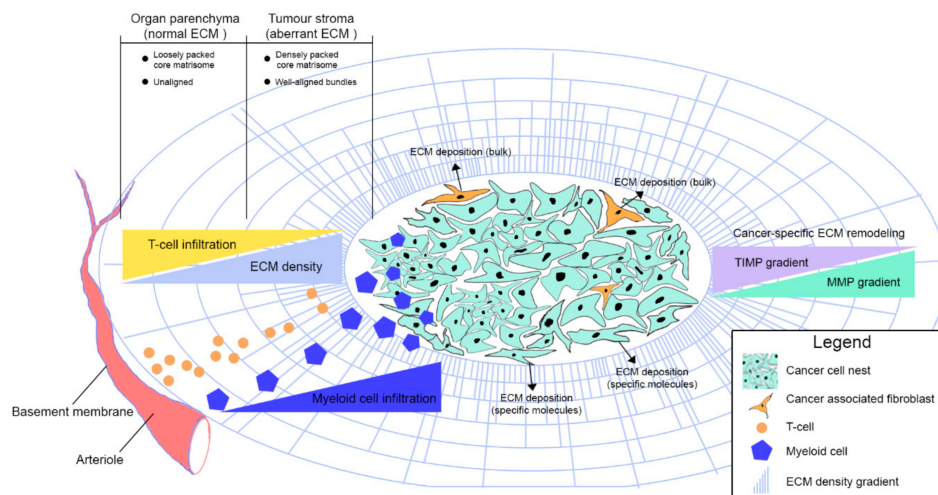 Organ parenchyma
(normal ECM )
Tumour stroma
(aberrant ECM )
Loosely packed
core matrisome
Unaligned
Densely packed
core matrisome
Well-aligned bundles
ECM deposition (bulk)
ECM deposition (bulk)
T-cell infiltration
ECM density
Cancer-specific ECM remodeling
TIMP gradient
MMP gradient
Myeloid cell infiltration
ECM deposition
(specific molecules)
ECM deposition
(specific molecules)
Basement membrane
Arteriole
Legend
Cancer cell nest
Cancer associated fibroblast
T-cell
Myeloid cell
ECM density gradient